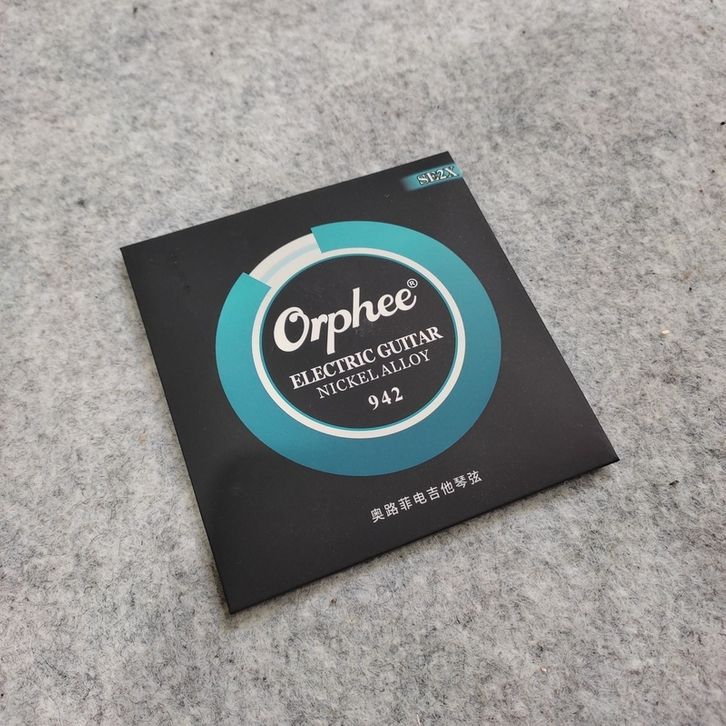 SE2X
Orphee®
ELECTRIC GUITAR
NICKEL ALLOY
942
奥路菲电吉他琴弦